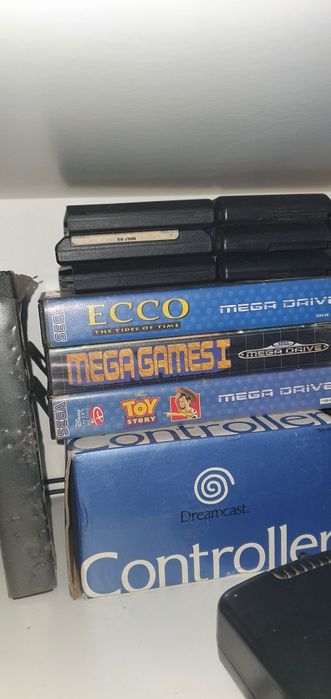 SEGA
ECCO
THE TIDES OF TIME
MEGA DRIVE
MEGA GAMES I
MEGA DRIVE
SEGA
Disney
TOY
STORY
MEGA DRIVE
Controller
Dreamcast
Controller